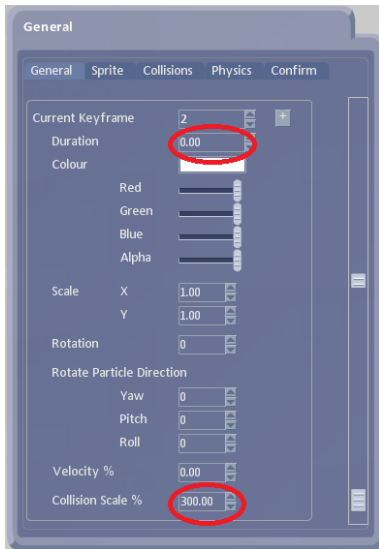 General
General Sprite Collisions Physics Confirm
Current Keyframe 2 +
Duration 0.00
Colour
Red
Green
Blue
Alpha
Scale X 1.00
Y 1.00
Rotation 0
Rotate Particle Direction
Yaw 0
Pitch 0
Roll 0
Velocity % 0.00
Collision Scale % 300.00